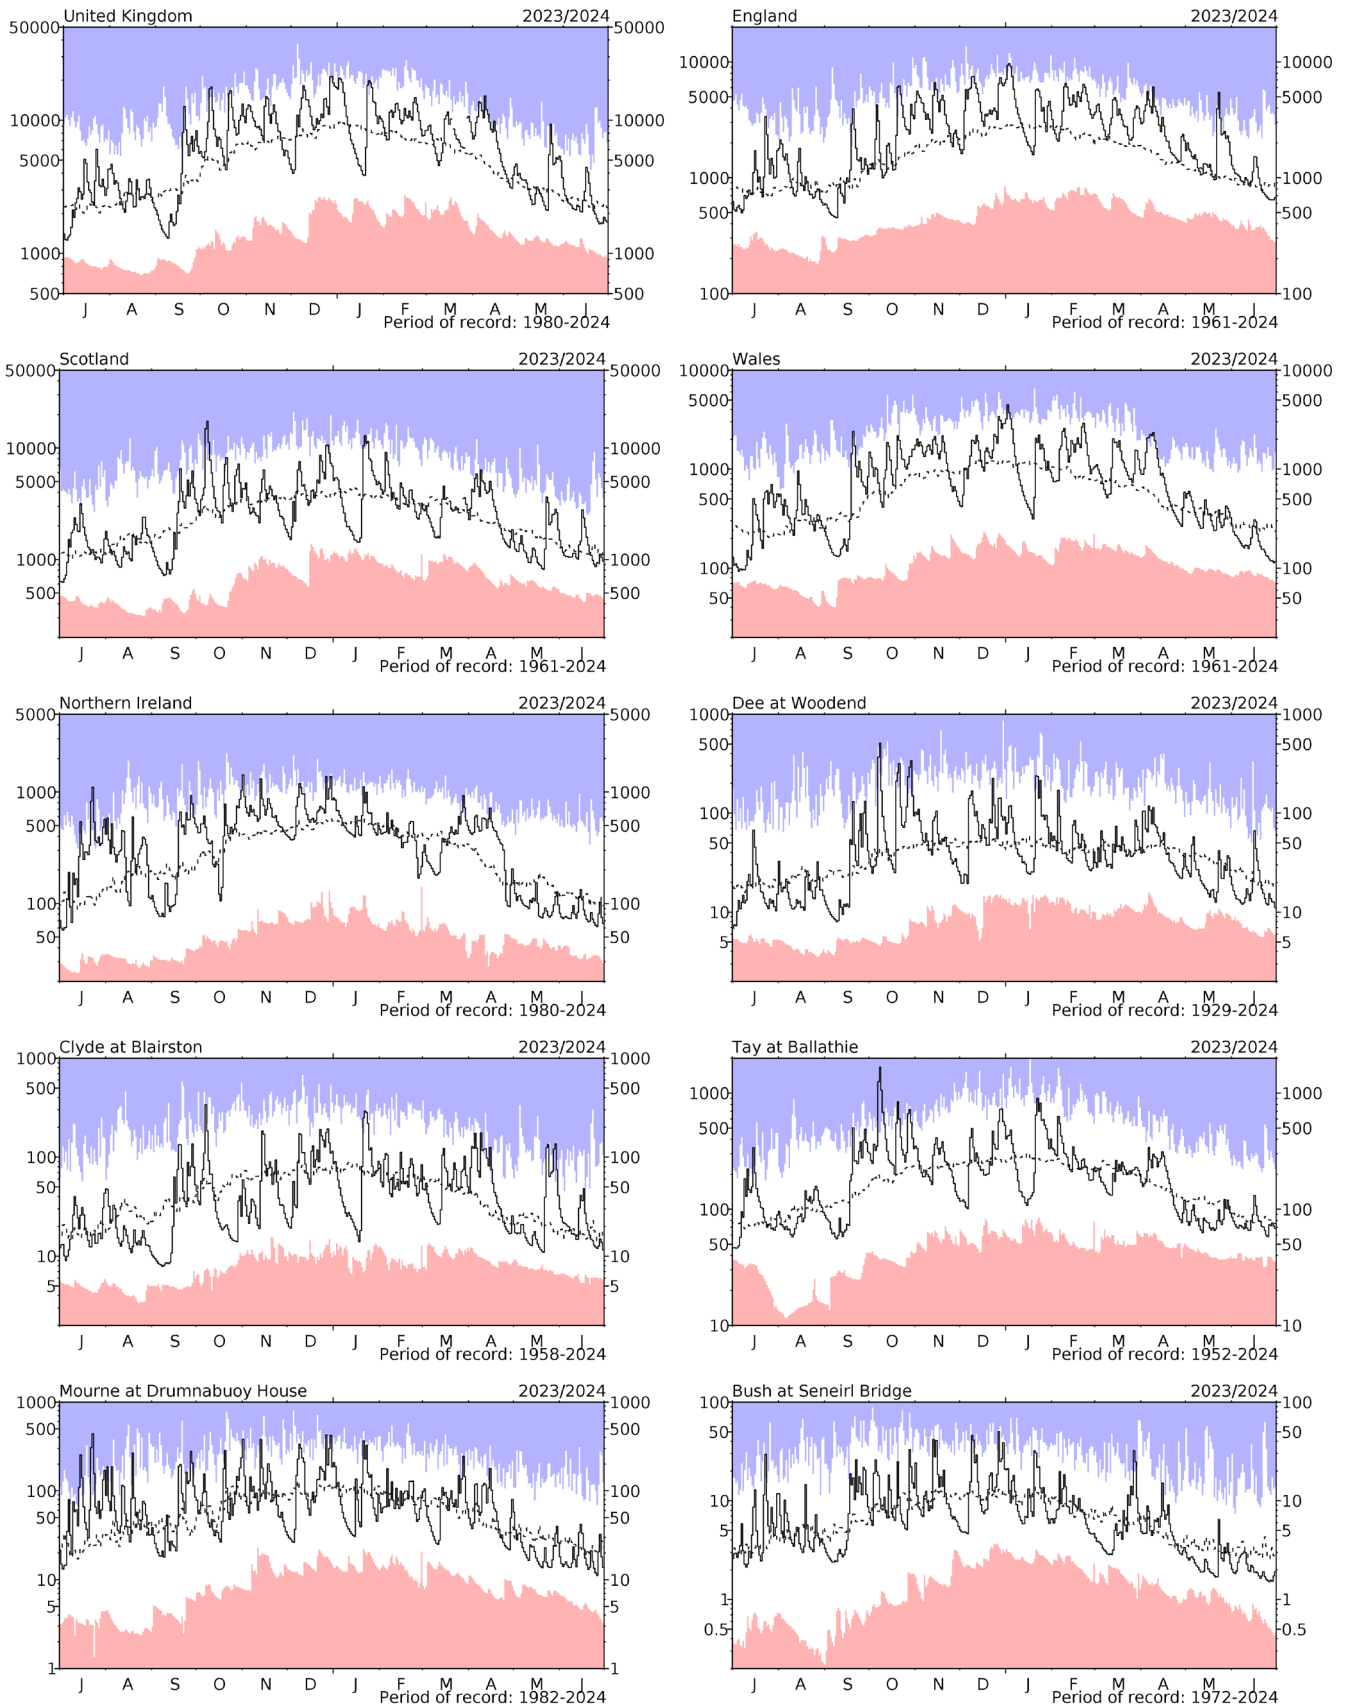 United Kingdom 2023/2024
50000 50000
10000 10000
5000 5000
1000 1000
500 500
J A S O N D J F M A M J
Period of record: 1980-2024
England 2023/2024
10000 10000
5000 5000
1000 1000
500 500
100 100
J A S O N D J F M A M J
Period of record: 1961-2024
Scotland 2023/2024
50000 50000
10000 10000
5000 5000
1000 1000
500 500
J A S O N D J F M A M J
Period of record: 1961-2024
Wales 2023/2024
10000 10000
5000 5000
1000 1000
500 500
100 100
50 50
J A S O N D J F M A M J
Period of record: 1961-2024
Northern Ireland 2023/2024
5000 5000
1000 1000
500 500
100 100
50 50
J A S O N D J F M A M J
Period of record: 1980-2024
Dee at Woodend 2023/2024
1000 1000
500 500
100 100
50 50
10 10
5 5
J A S O N D J F M A M J
Period of record: 1929-2024
Clyde at Blairston 2023/2024
1000 1000
500 500
100 100
50 50
10 10
5 5
J A S O N D J F M A M J
Period of record: 1958-2024
Tay at Ballathie 2023/2024
1000 1000
500 500
100 100
50 50
10 10
J A S O N D J F M A M J
Period of record: 1952-2024
Mourne at Drumnabuoy House 2023/2024
1000 1000
500 500
100 100
50 50
10 10
5 5
1 1
J A S O N D J F M A M J
Period of record: 1982-2024
Bush at Seneirl Bridge 2023/2024
100 100
50 50
10 10
5 5
1 1
0.5 0.5
J A S O N D J F M A M J
Period of record: 1972-2024